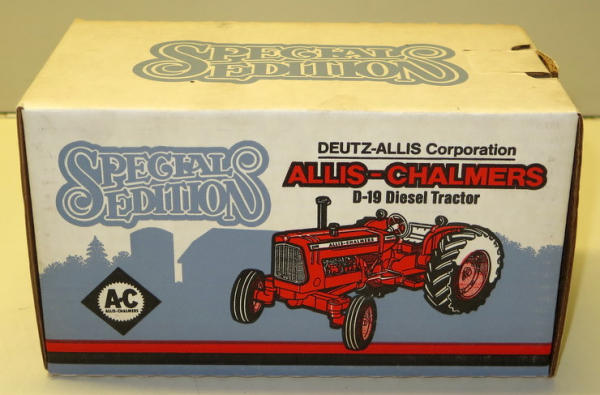 SPECIAL
EDITION
SPECIAL
EDITION
DEUTZ-ALLIS Corporation
ALLIS-CHALMERS
D-19 Diesel Tractor
ALLIS-CHALMERS
A-C
ALLIS-CHALMERS